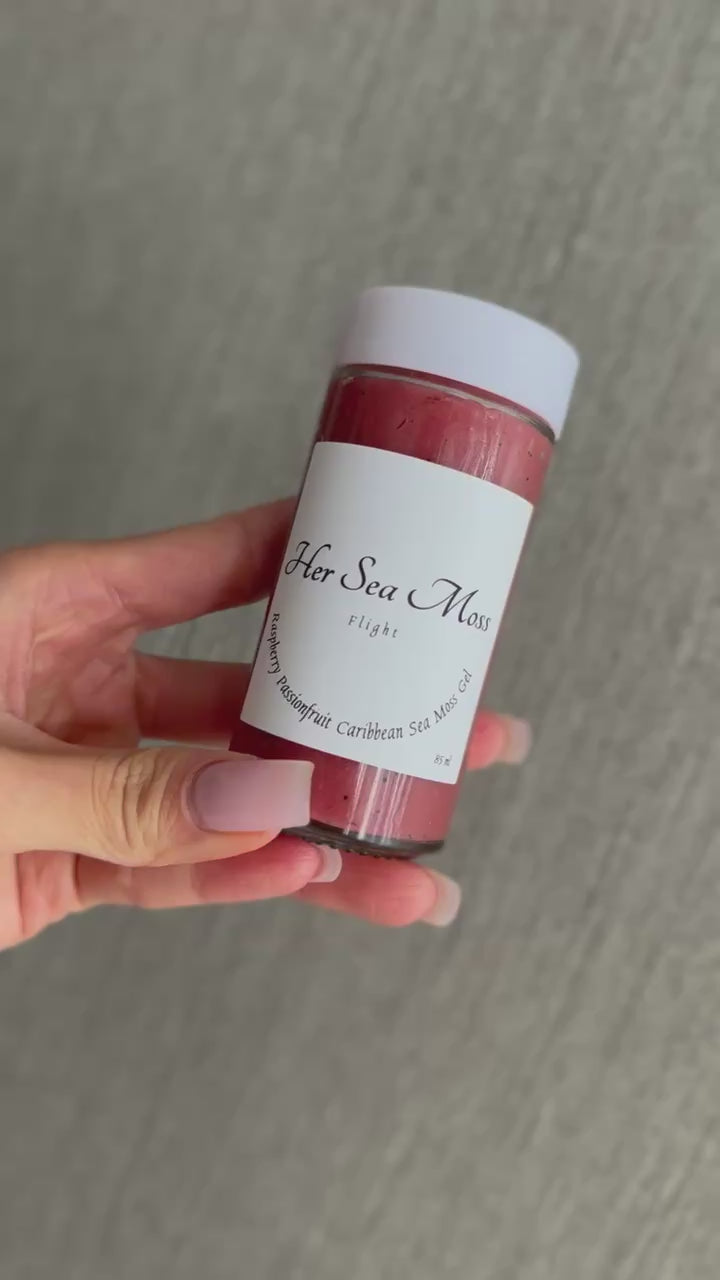 Her Sea Moss
Flight
Raspberry Passionfruit Caribbean Sea Moss Gel
85 ml